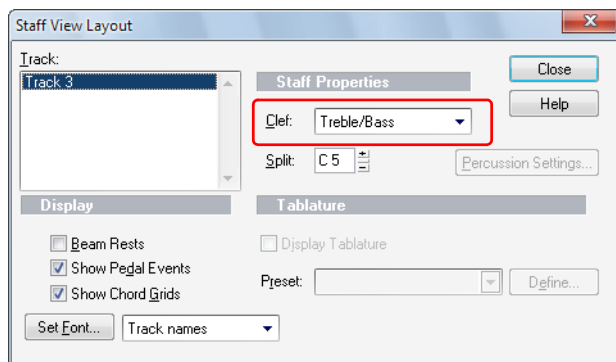 Staff View Layout
Track:
Track 3
Staff Properties
Close
Help
Clef: Treble/Bass
Split: C 5
Percussion Settings...
Display
Tablature
Beam Rests
Display Tablature
Show Pedal Events
Preset: Define...
Show Chord Grids
Set Font... Track names